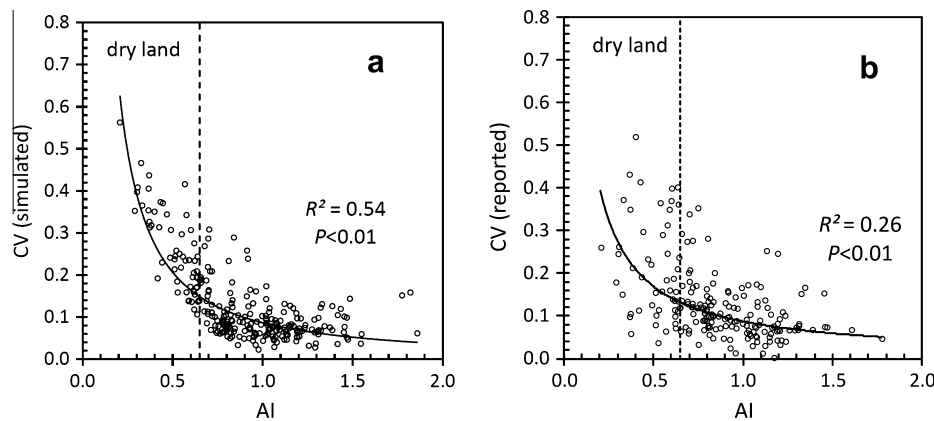 a
dry land
R² = 0.54
P<0.01
CV (simulated)
0.8
0.7
0.6
0.5
0.4
0.3
0.2
0.1
0.0
0.0 0.5 1.0 1.5 2.0
AI
b
dry land
R² = 0.26
P<0.01
CV (reported)
0.8
0.7
0.6
0.5
0.4
0.3
0.2
0.1
0.0
0.0 0.5 1.0 1.5 2.0
AI